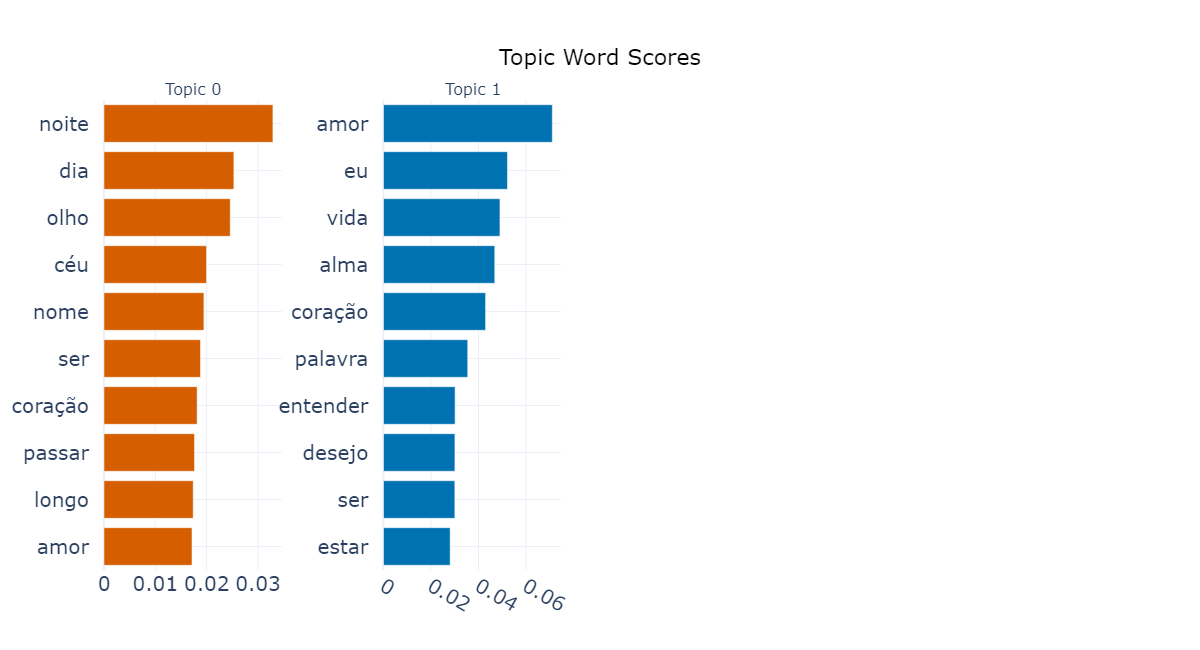 Topic Word Scores
Topic 0
noite
dia
olho
céu
nome
ser
coração
passar
longo
amor
0 0.01 0.02 0.03
Topic 1
amor
eu
vida
alma
coração
palavra
entender
desejo
ser
estar
0 0.02 0.04 0.06